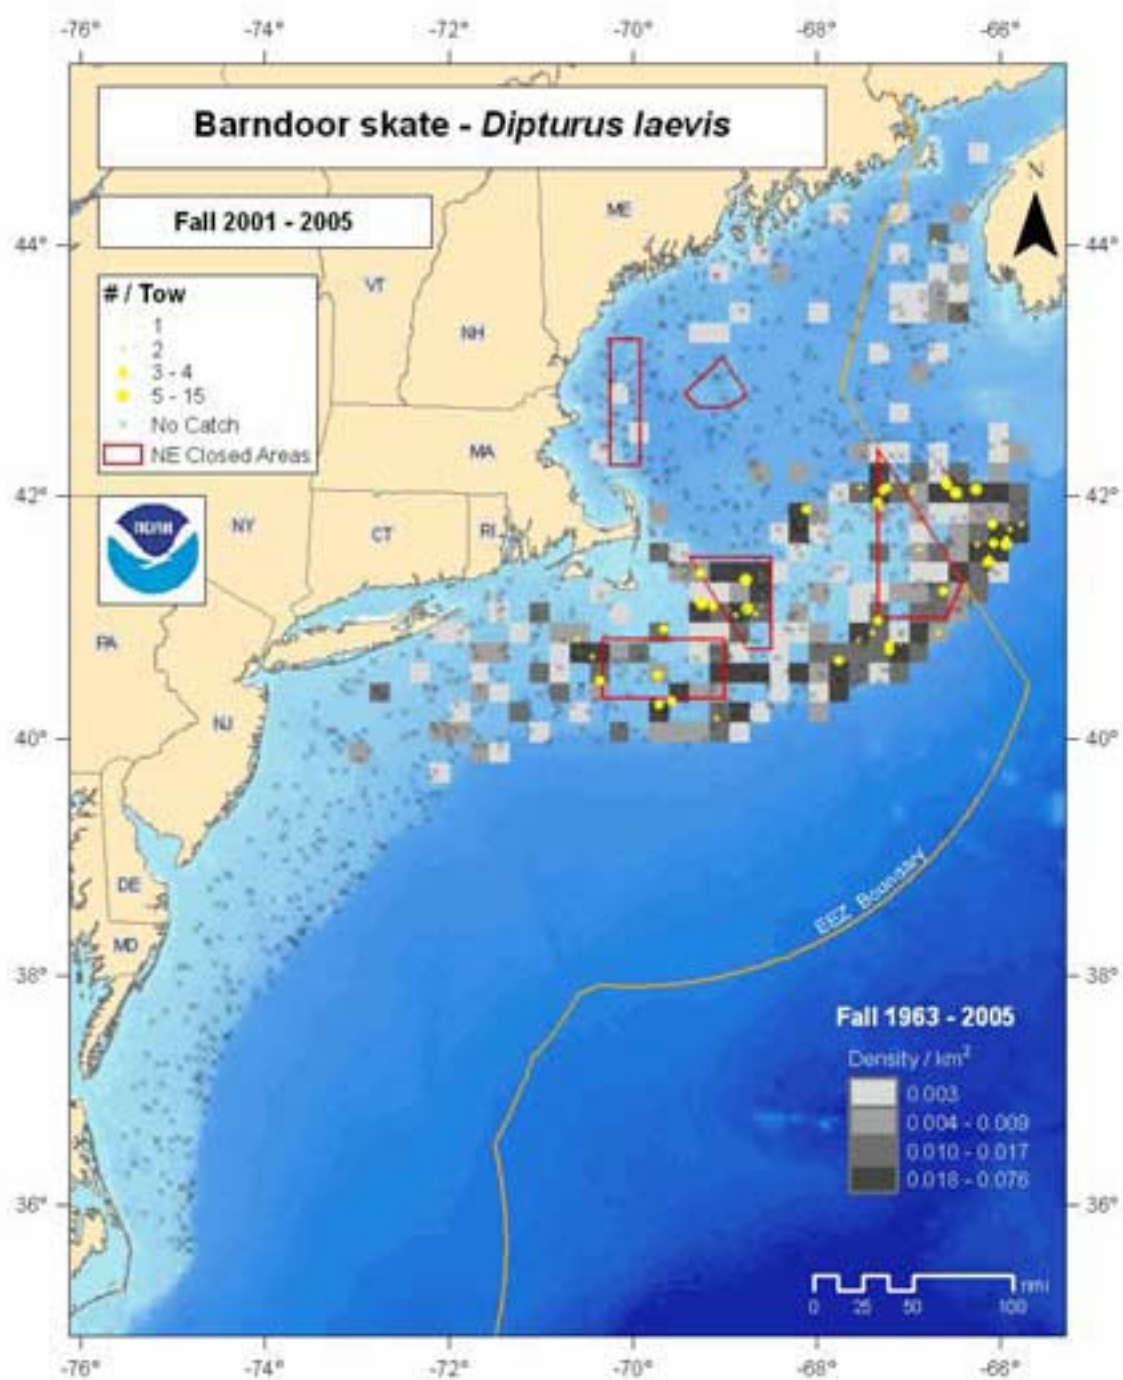 -76° -74° -72° -70° -68° -66°
Barndoor skate - Dipturus laevis
Fall 2001 - 2005
N
ME
44° 44°
# / Tow
1
2
3 - 4
5 - 15
No Catch
NE Closed Areas
VT
NH
MA
42° 42°
NOAA
NY
CT
RI
PA
NJ
40° 40°
DE
EEZ Boundary
MD
38° 38°
Fall 1963 - 2005
Density / km²
0.003
0.004 - 0.009
0.010 - 0.017
0.018 - 0.076
36° 36°
nmi
0 25 50 100
-76° -74° -72° -70° -68° -66°